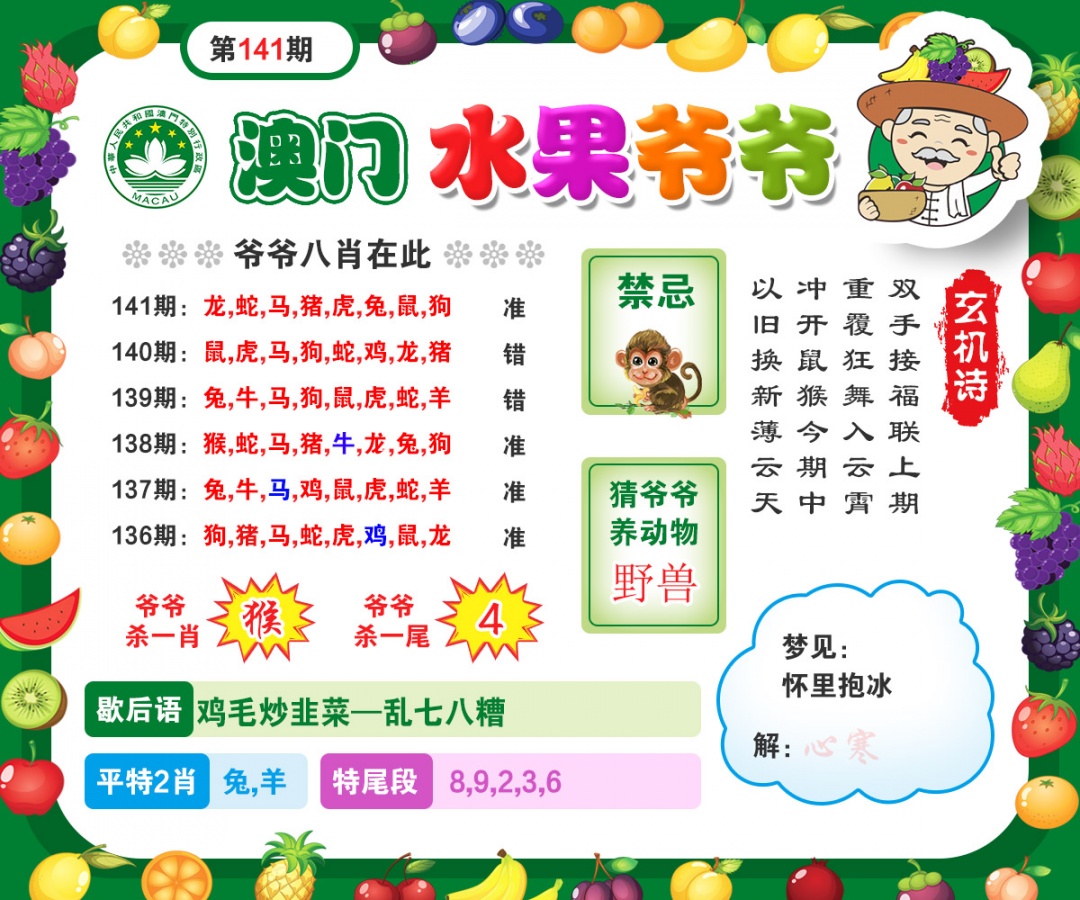 第141期
中華人民共和國澳門特別行政區
MACAU
澳门
水果爷爷
爷爷八肖在此
141期：龙,蛇,马,猪,虎,兔,鼠,狗 准
140期：鼠,虎,马,狗,蛇,鸡,龙,猪 错
139期：兔,牛,马,狗,鼠,虎,蛇,羊 错
138期：猴,蛇,马,猪,牛,龙,兔,狗 准
137期：兔,牛,马,鸡,鼠,虎,蛇,羊 准
136期：狗,猪,马,蛇,虎,鸡,鼠,龙 准
爷爷
杀一肖
猴
爷爷
杀一尾
4
禁忌
猜爷爷
养动物
野兽
玄机诗
双手接福联上期
重覆狂舞入云霄
冲开鼠猴今期中
以旧换新薄云天
歇后语 鸡毛炒韭菜—乱七八糟
平特2肖 兔,羊
特尾段 8,9,2,3,6
梦见：
怀里抱冰
解：心寒